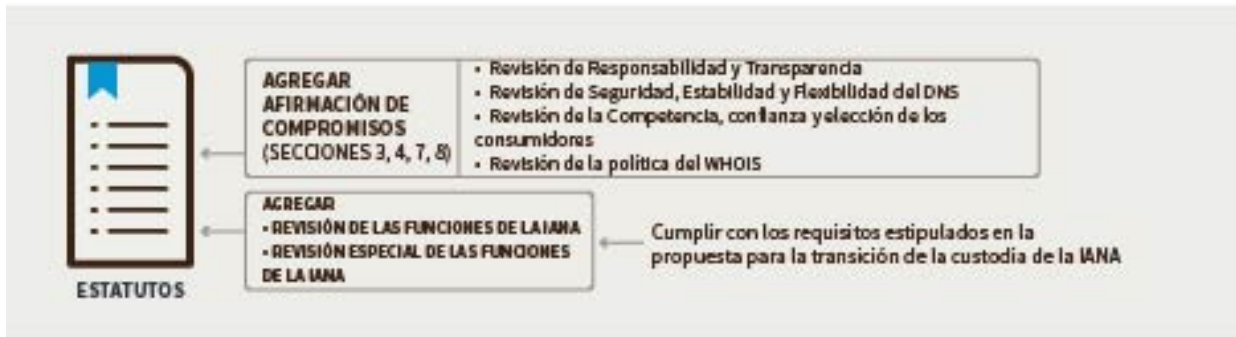 AGREGAR
AFIRMACIÓN DE
COMPROMISOS
(SECCIONES 3, 4, 7, 8)
• Revisión de Responsabilidad y Transparencia
• Revisión de Seguridad, Estabilidad y Flexibilidad del DNS
• Revisión de la Competencia, confianza y elección de los
consumidores
• Revisión de la política del WHOIS
AGREGAR
• REVISIÓN DE LAS FUNCIONES DE LA IANA
• REVISIÓN ESPECIAL DE LAS FUNCIONES
DE LA IANA
Cumplir con los requisitos estipulados en la
propuesta para la transición de la custodia de la IANA
ESTATUTOS